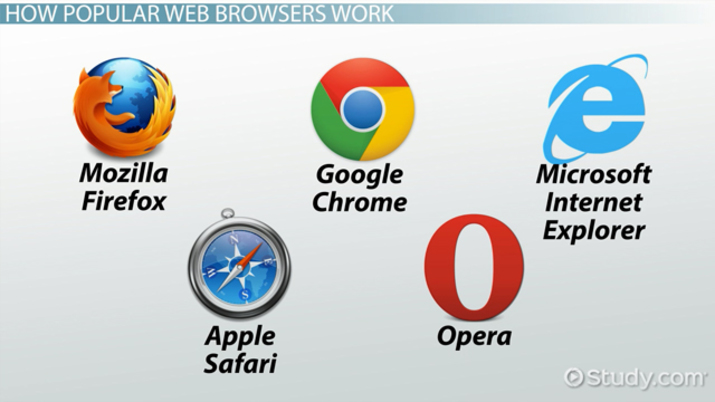 HOW POPULAR WEB BROWSERS WORK
Mozilla
Firefox
Google
Chrome
Microsoft
Internet
Explorer
N
W
S
Apple
Safari
Opera
Study.com